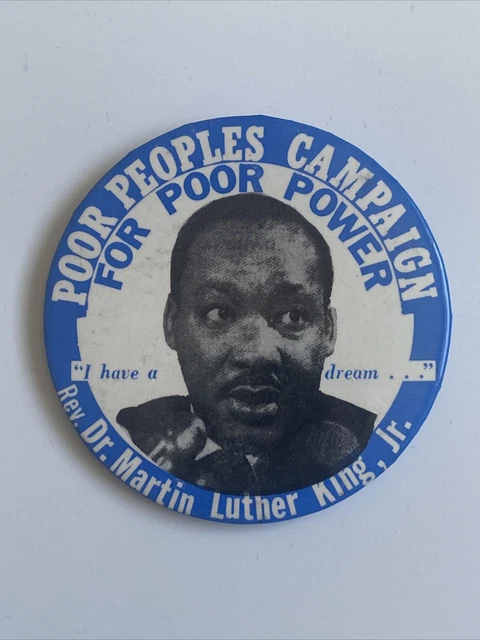 POOR PEOPLES CAMPAIGN
FOR POOR POWER
"I have a dream . . ."
Rev. Dr. Martin Luther King, Jr.